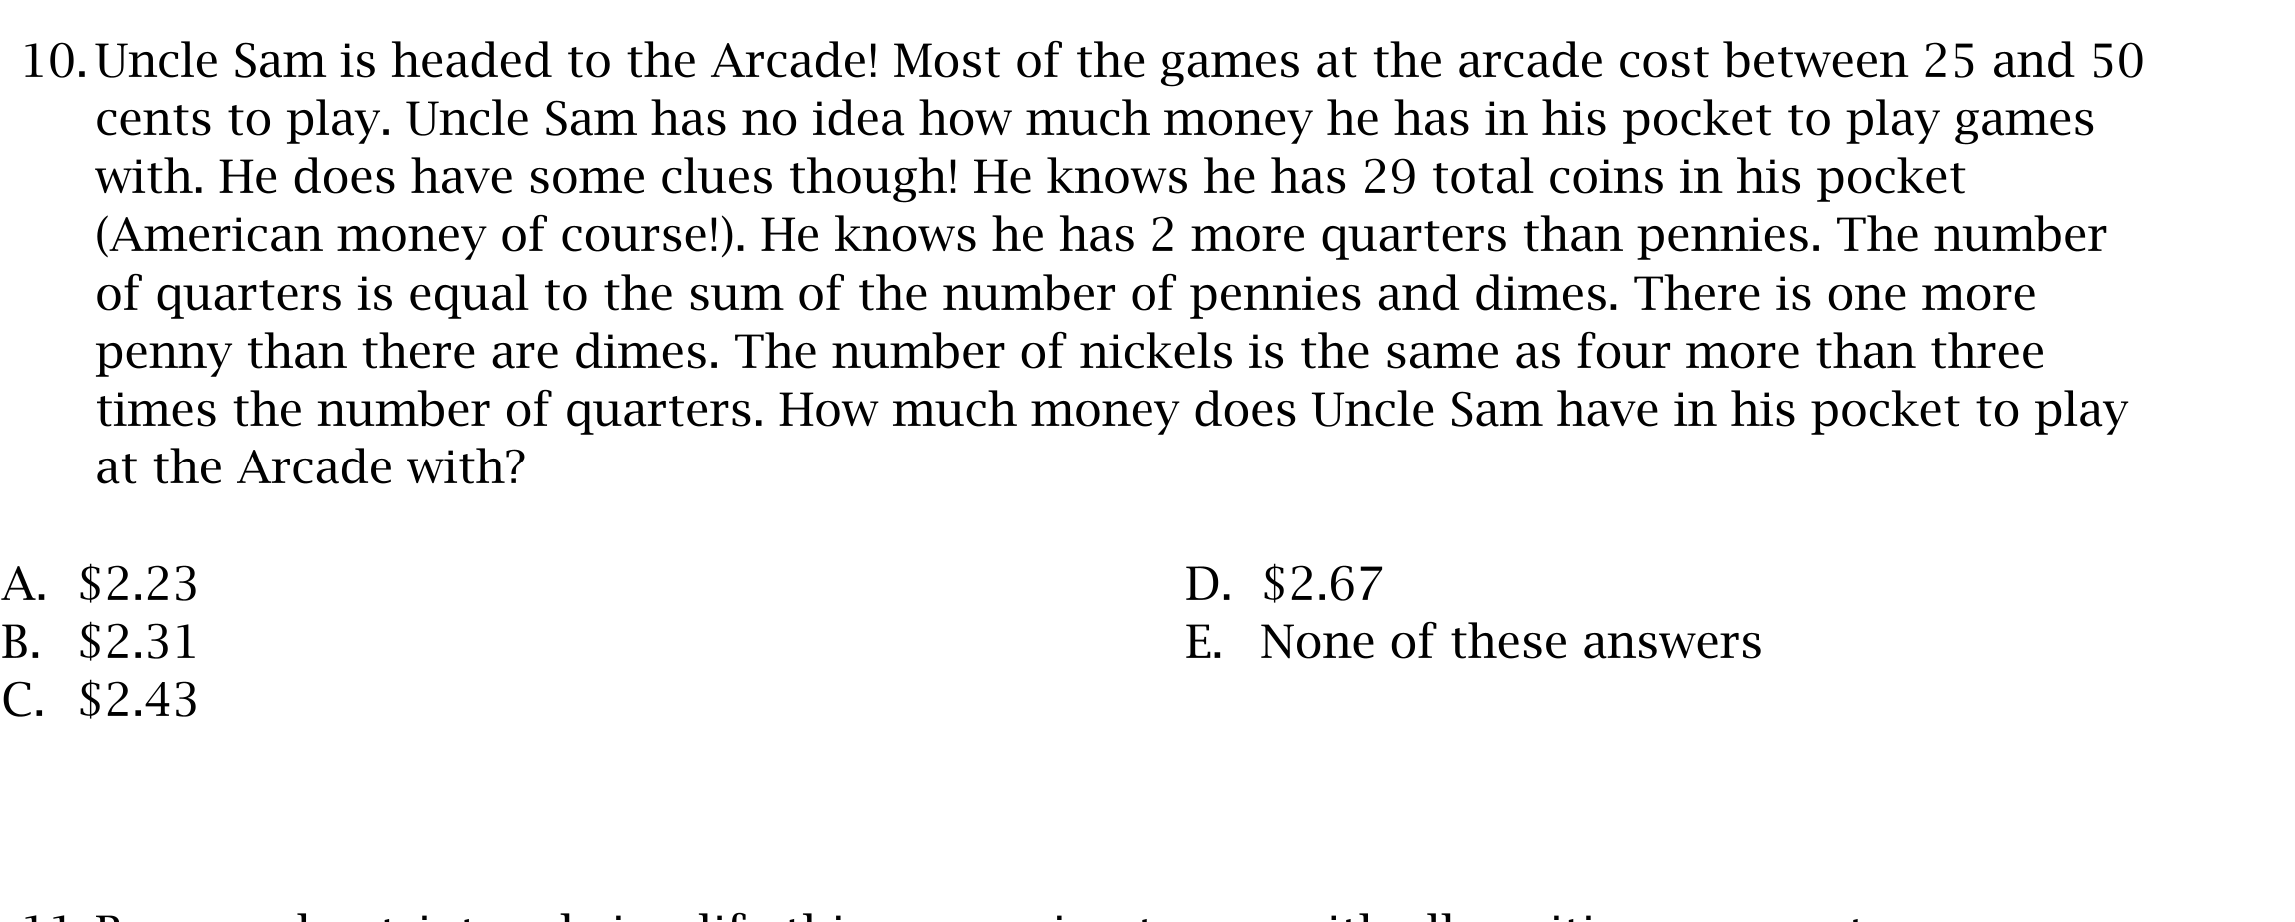 10. Uncle Sam is headed to the Arcade! Most of the games at the arcade cost between 25 and 50
cents to play. Uncle Sam has no idea how much money he has in his pocket to play games
with. He does have some clues though! He knows he has 29 total coins in his pocket
(American money of course!). He knows he has 2 more quarters than pennies. The number
of quarters is equal to the sum of the number of pennies and dimes. There is one more
penny than there are dimes. The number of nickels is the same as four more than three
times the number of quarters. How much money does Uncle Sam have in his pocket to play
at the Arcade with?
A. $2.23
B. $2.31
C. $2.43
D. $2.67
E. None of these answers